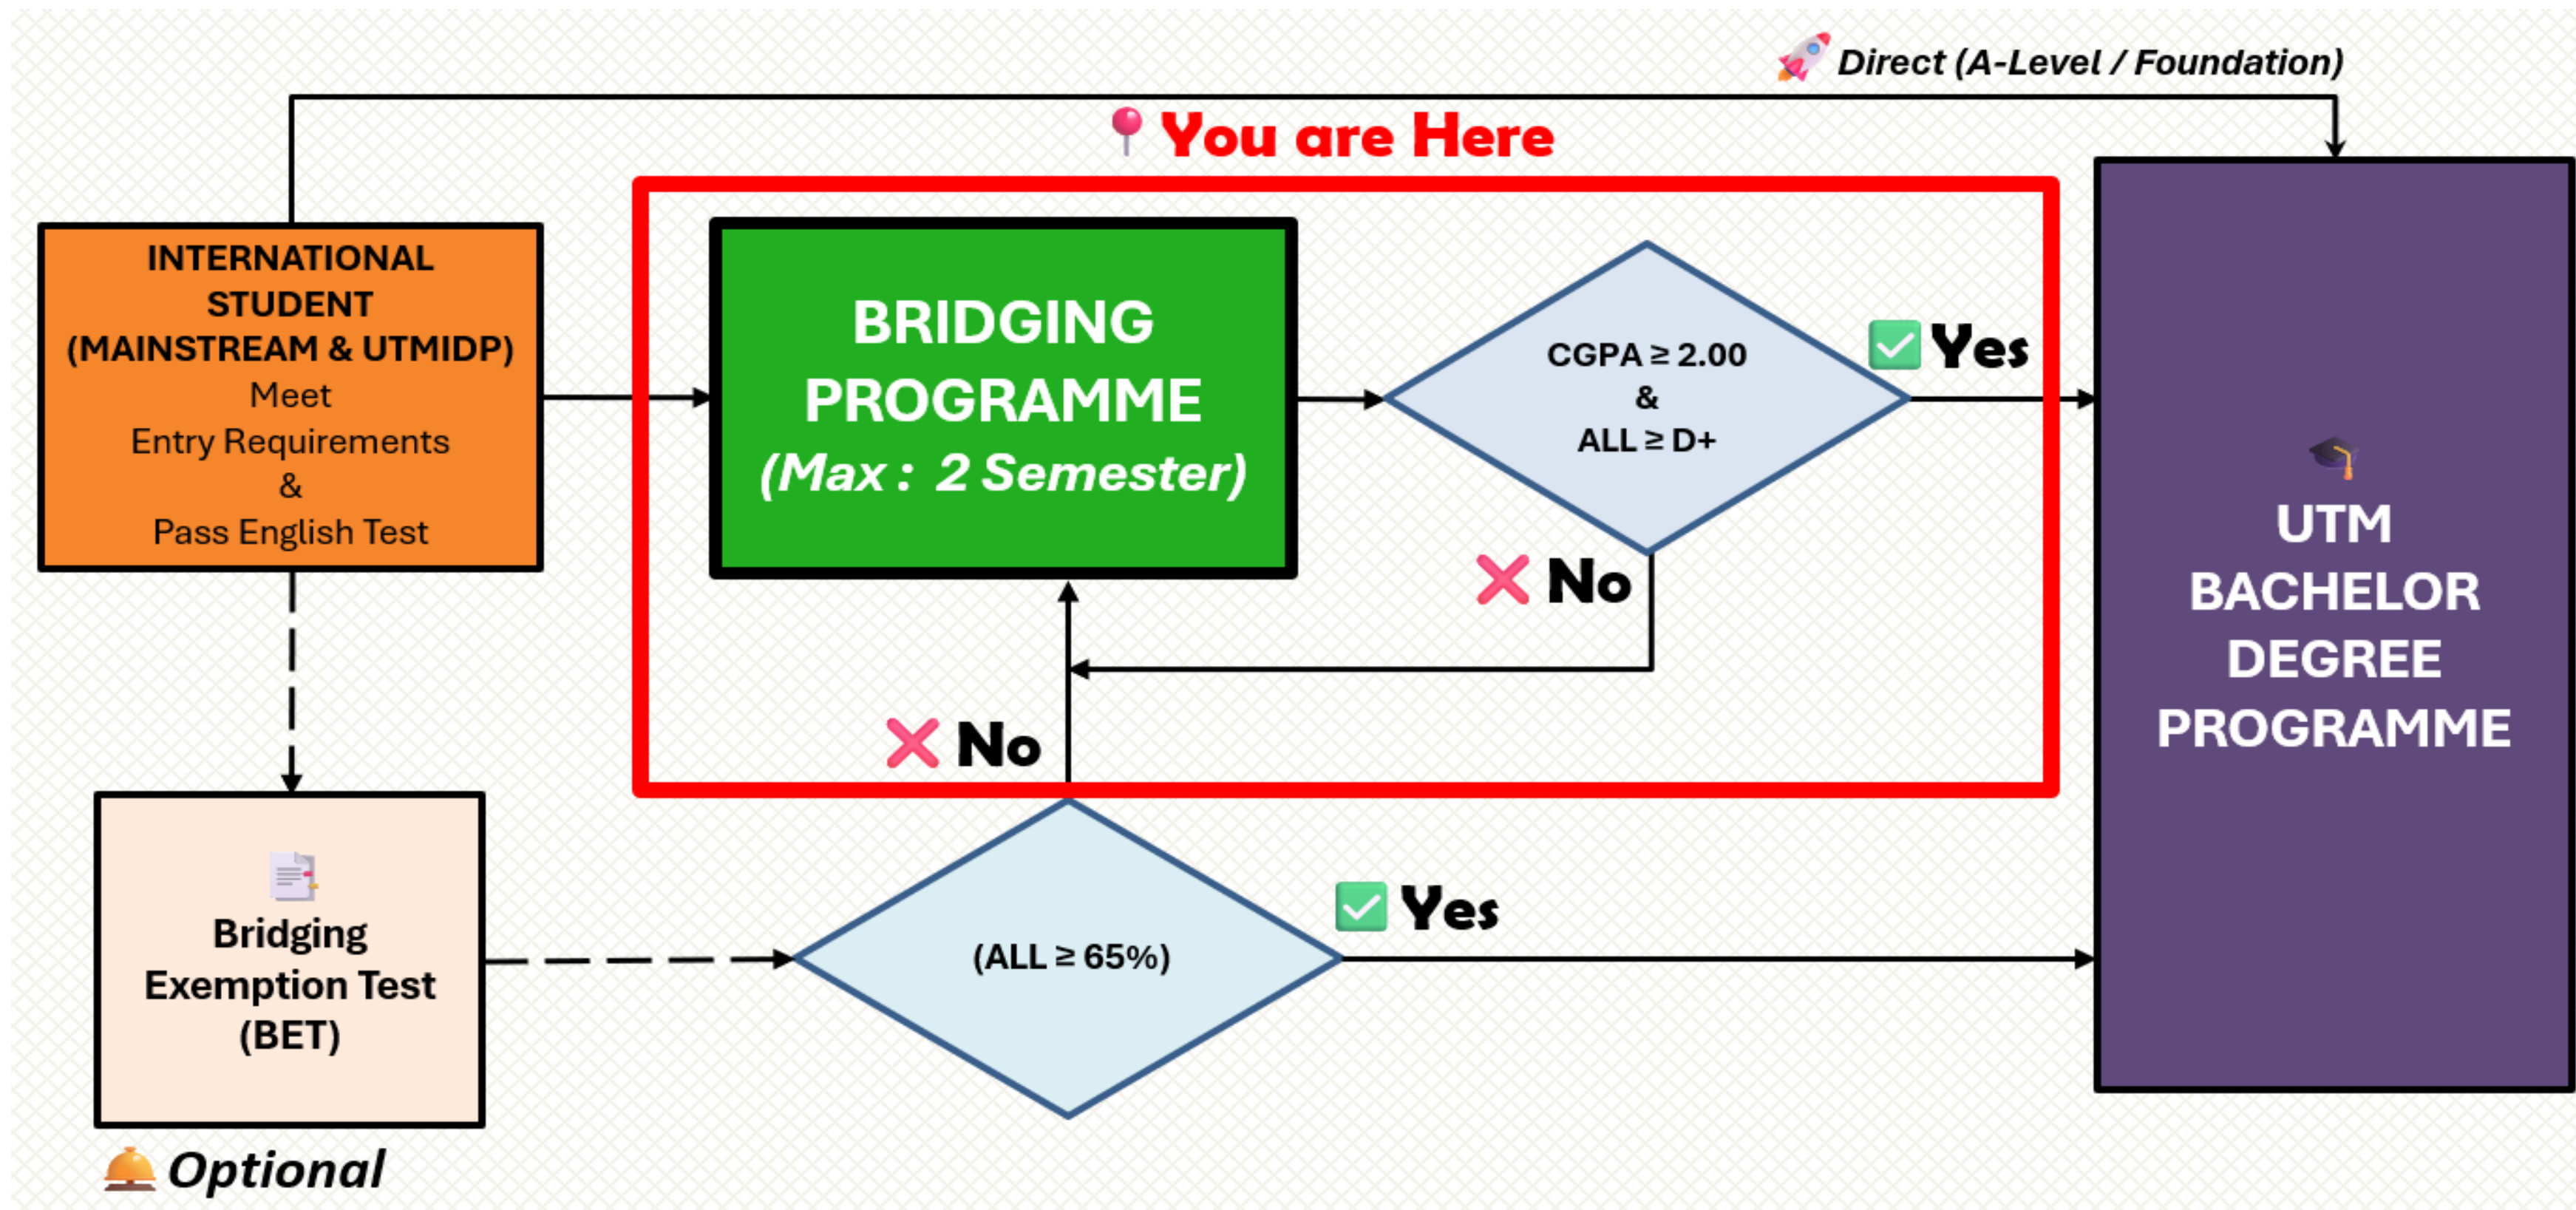 Direct (A-Level / Foundation)
You are Here
INTERNATIONAL
STUDENT
(MAINSTREAM & UTMIDP)
Meet
Entry Requirements
&
Pass English Test
BRIDGING
PROGRAMME
(Max : 2 Semester)
CGPA ≥ 2.00
&
ALL ≥ D+
Yes
No
No
UTM
BACHELOR
DEGREE
PROGRAMME
Bridging
Exemption Test
(BET)
Optional
(ALL ≥ 65%)
Yes